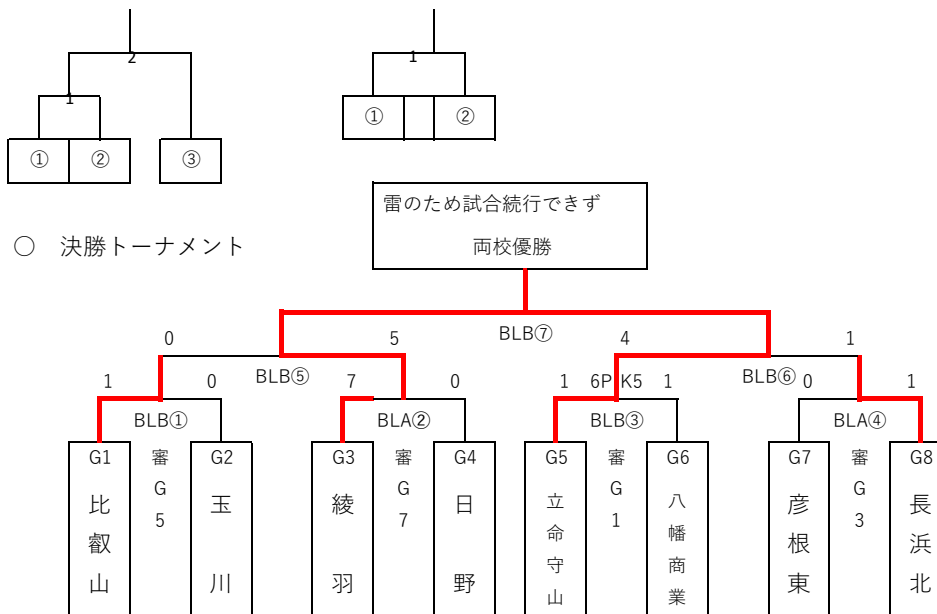 2
1
1
① ② ③
① ②
雷のため試合続行できず
両校優勝
○ 決勝トーナメント
BLB⑦
0 5 4 1
BLB⑤ BLB⑥
1 0 7 0 1 6PK5 1 0 1
BLB① BLA② BLB③ BLA④
G1 審 G2 G3 審 G4 G5 審 G6 G7 審 G8
G5 G7 G1 G3
比叡山 玉川 綾羽 日野 立命守山 八幡商業 彦根東 長浜北